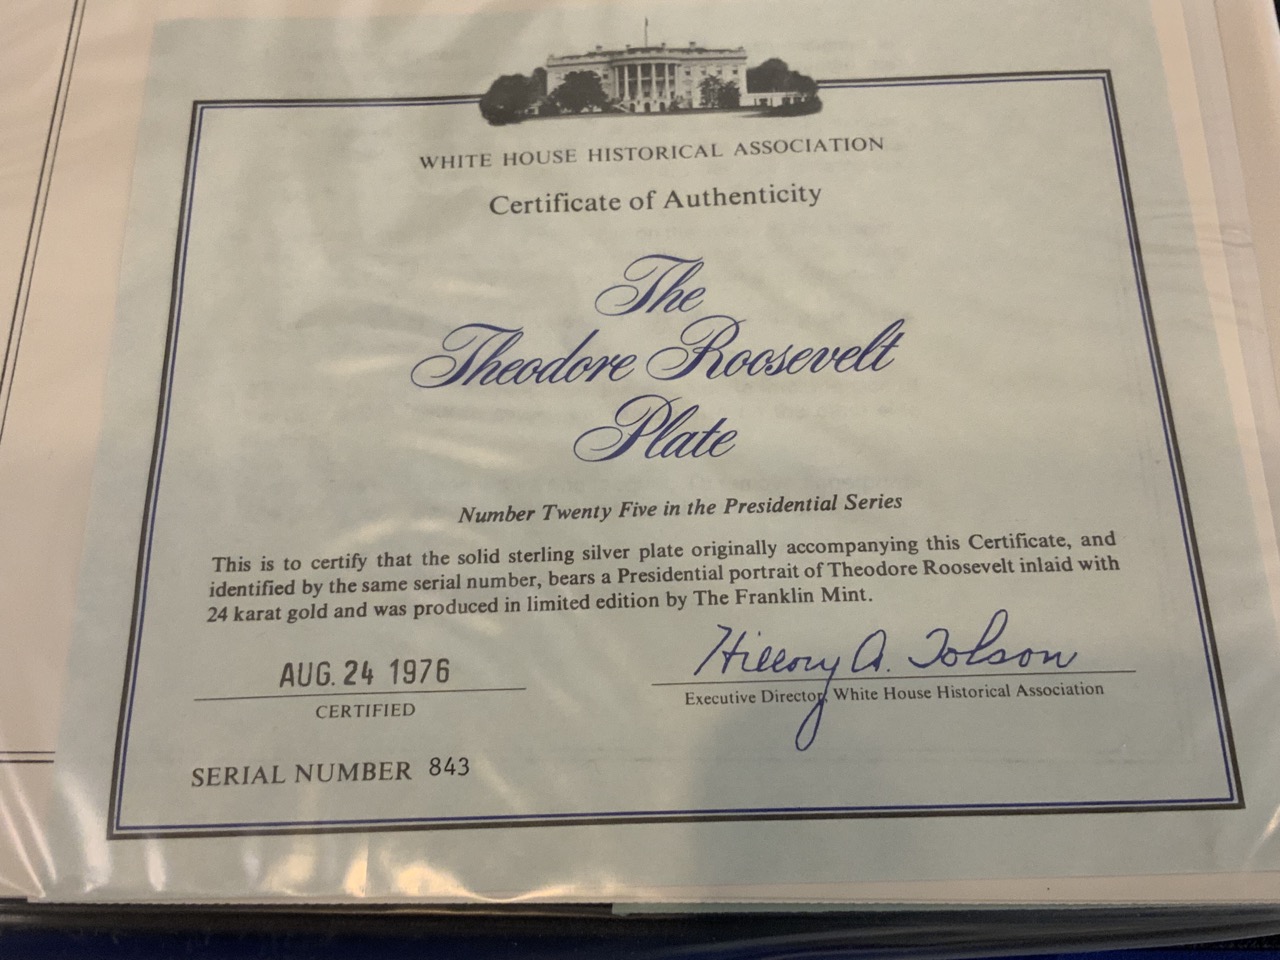 WHITE HOUSE HISTORICAL ASSOCIATION
Certificate of Authenticity
The
Theodore Roosevelt
Plate
Number Twenty Five in the Presidential Series
This is to certify that the solid sterling silver plate originally accompanying this Certificate, and
identified by the same serial number, bears a Presidential portrait of Theodore Roosevelt inlaid with
24 karat gold and was produced in limited edition by The Franklin Mint.
Hillory A. Tolson
AUG. 24 1976
Executive Director, White House Historical Association
CERTIFIED
SERIAL NUMBER 843